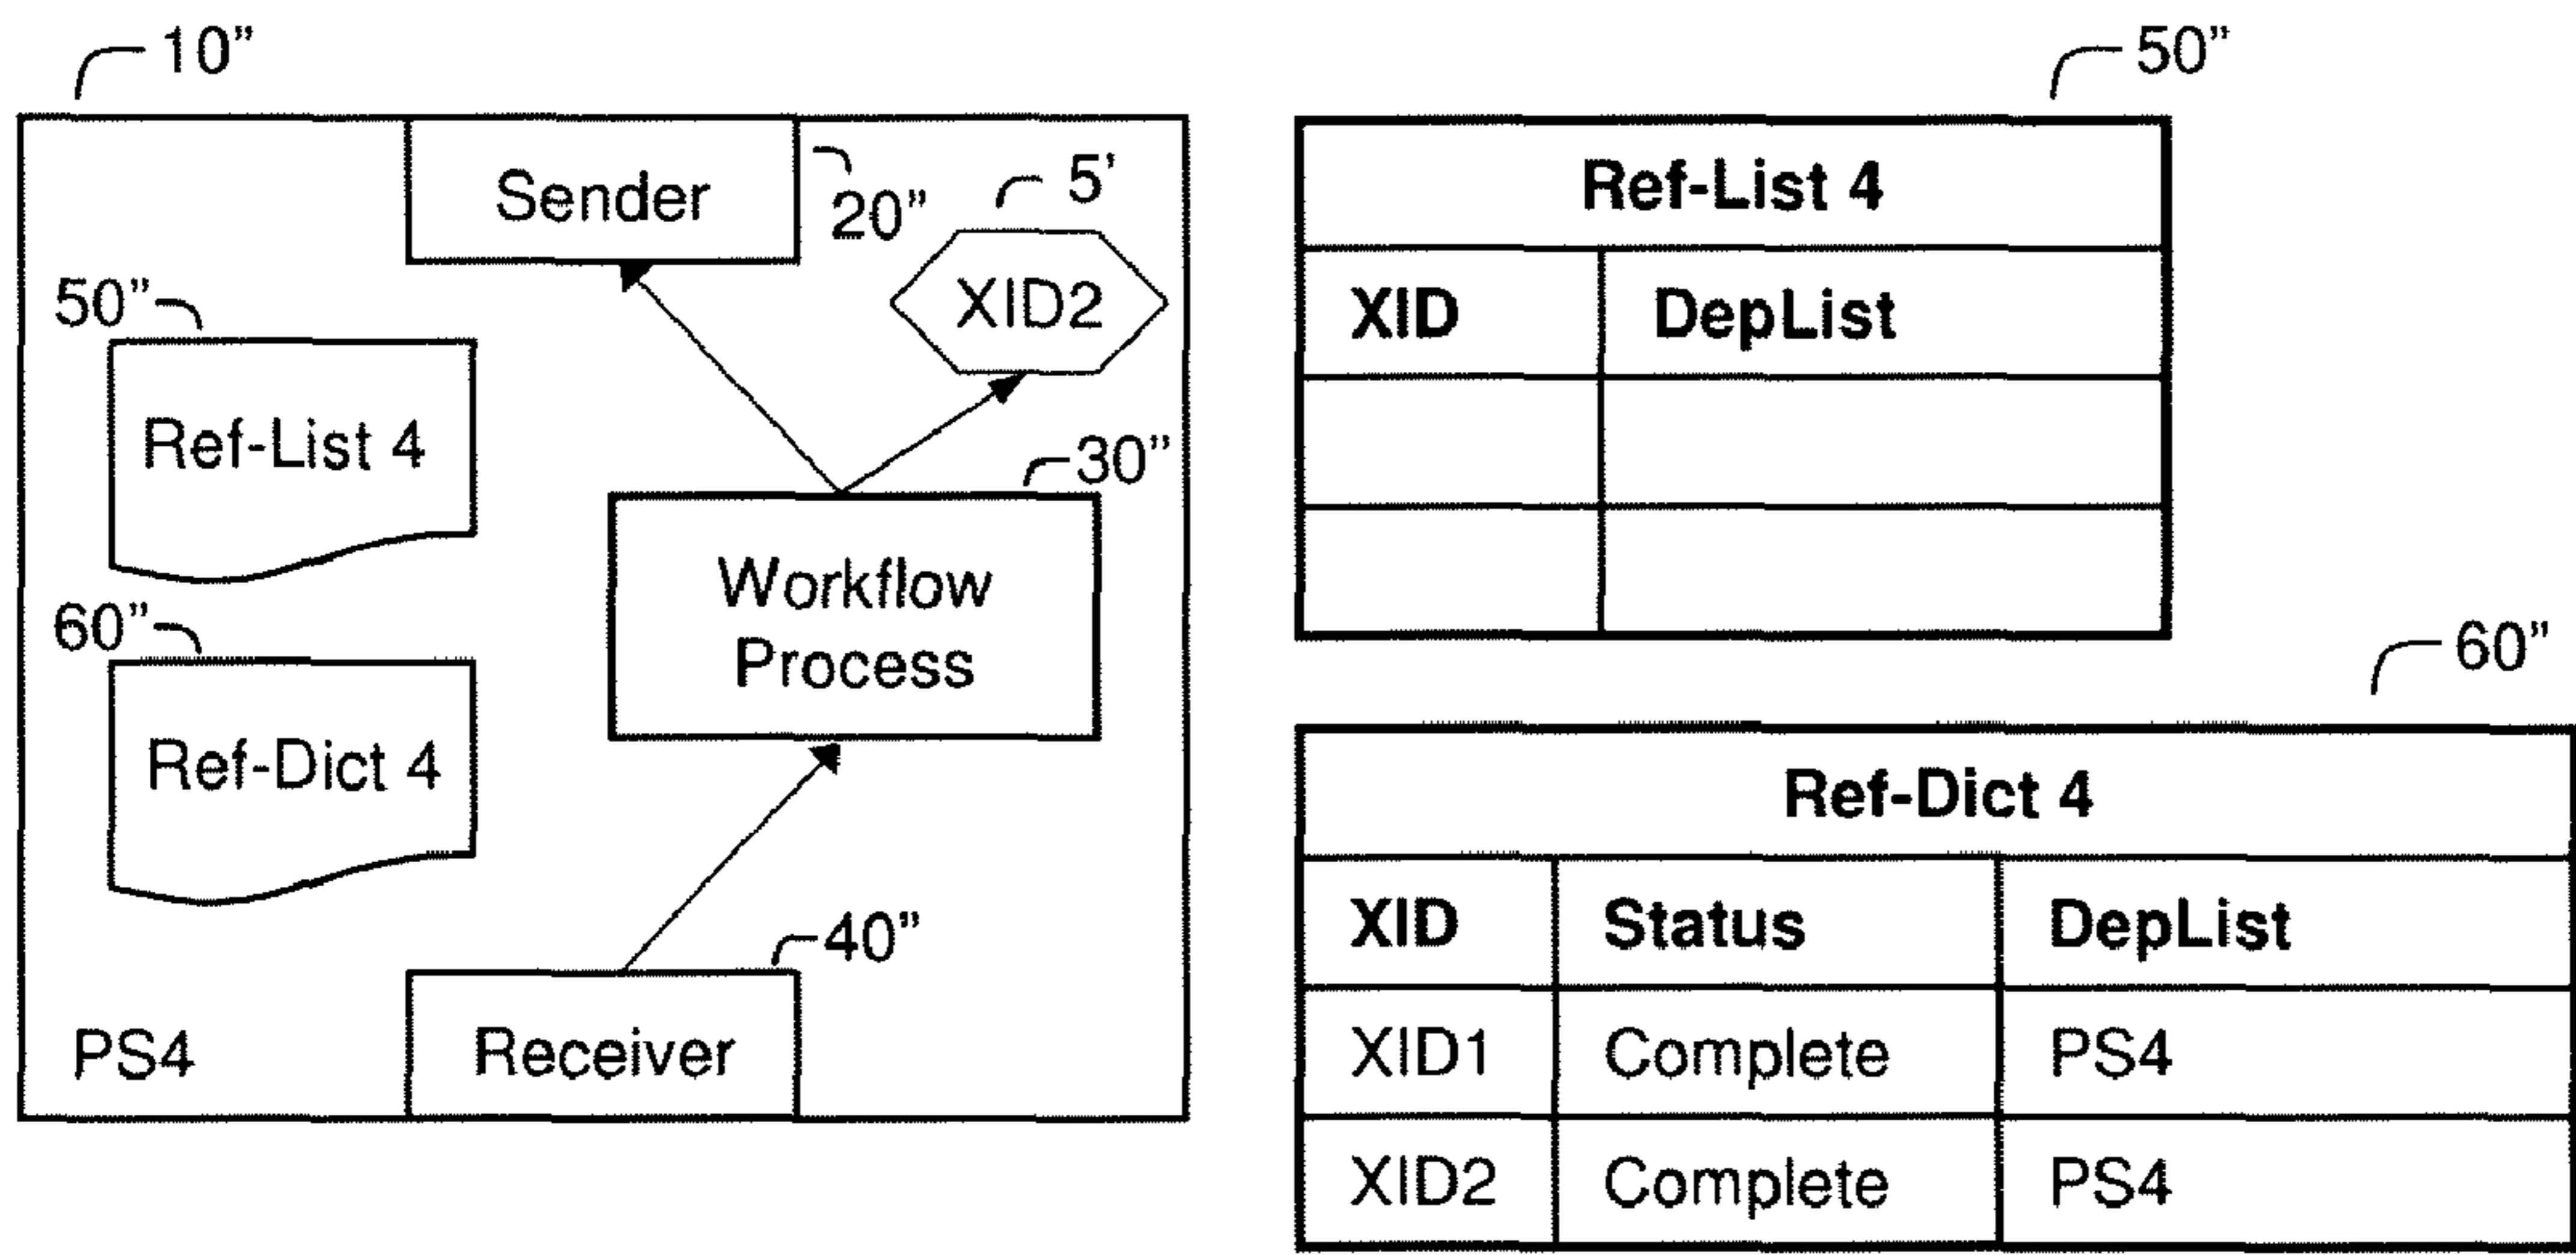 10”
Sender
20”
5’
XID2
50”
Ref-List 4
30”
Workflow
Process
60”
Ref-Dict 4
40”
Receiver
PS4
50”
Ref-List 4
XID DepList
60”
Ref-Dict 4
XID Status DepList
XID1 Complete PS4
XID2 Complete PS4